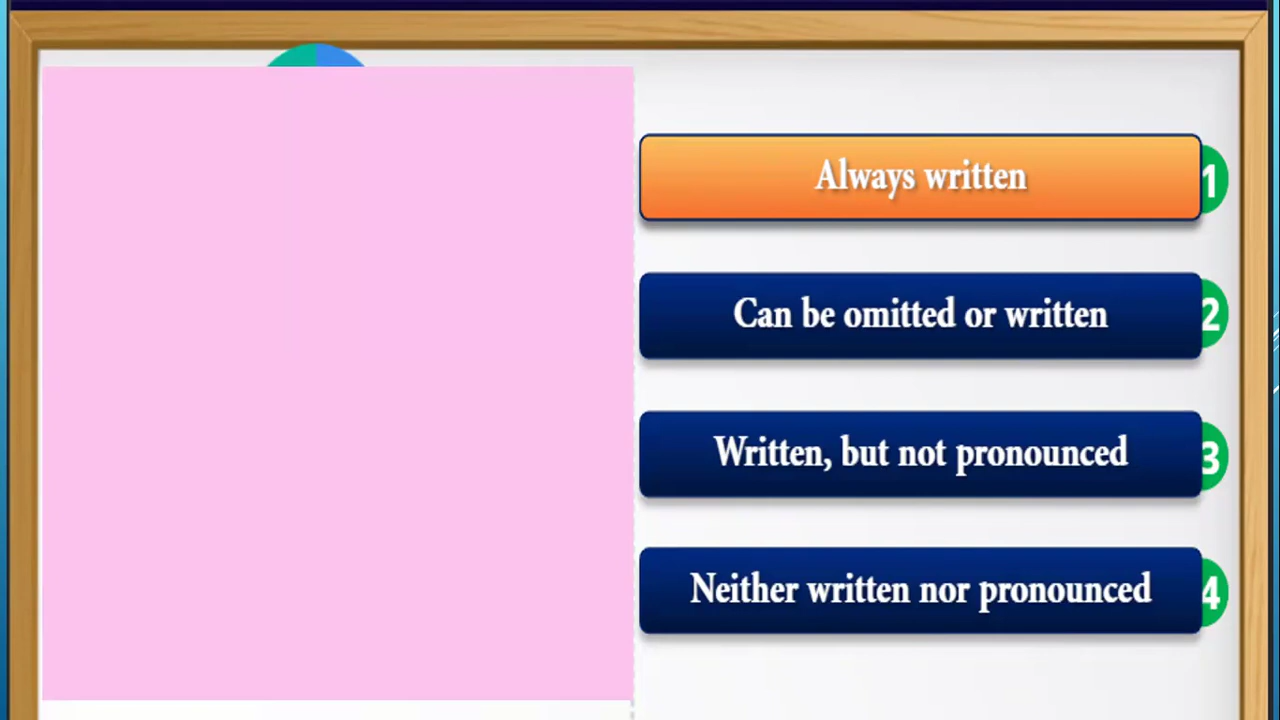 Always written
1
Can be omitted or written
2
Written, but not pronounced
3
Neither written nor pronounced
4